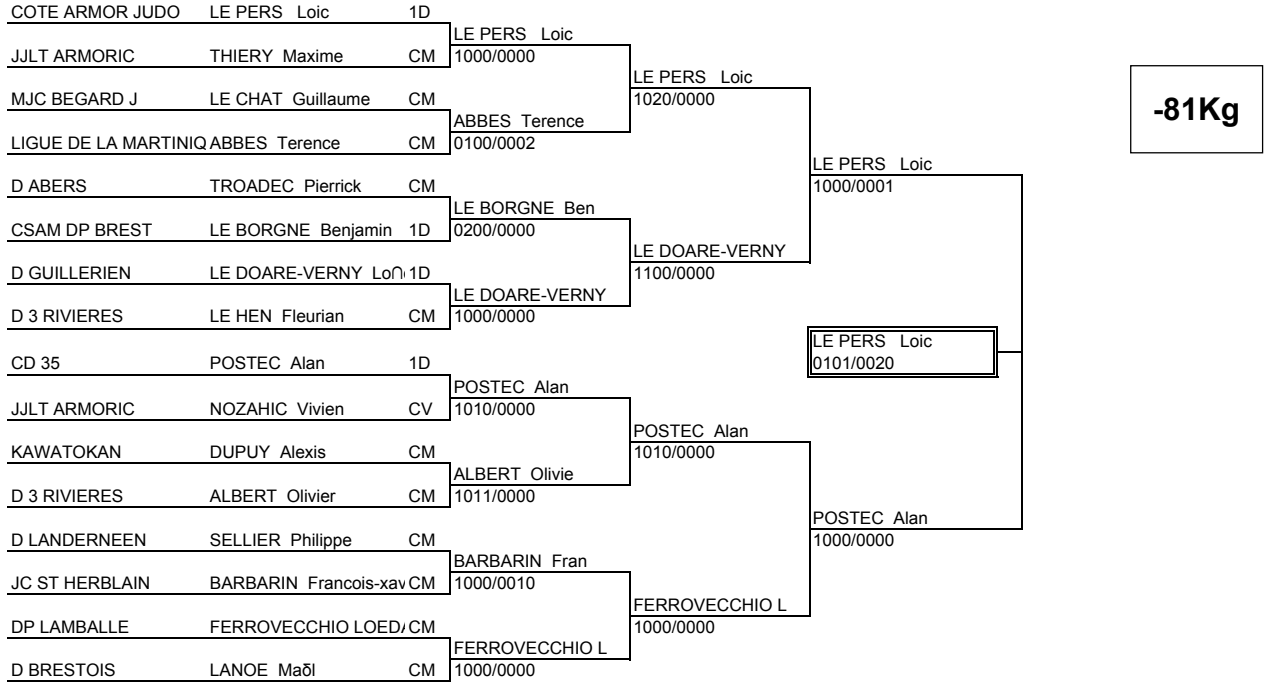 COTE ARMOR JUDO LE PERS Loic 1D
LE PERS Loic
JJLT ARMORIC THIERY Maxime CM 1000/0000
LE PERS Loic
MJC BEGARD J LE CHAT Guillaume CM 1020/0000
-81Kg
ABBES Terence
LIGUE DE LA MARTINIQ ABBES Terence CM 0100/0002
LE PERS Loic
D ABERS TROADEC Pierrick CM 1000/0001
LE BORGNE Ben
CSAM DP BREST LE BORGNE Benjamin 1D 0200/0000
LE DOARE-VERNY
D GUILLERIEN LE DOARE-VERNY Lo∩ 1D 1100/0000
LE DOARE-VERNY
D 3 RIVIERES LE HEN Fleurian CM 1000/0000
LE PERS Loic
CD 35 POSTEC Alan 1D 0101/0020
POSTEC Alan
JJLT ARMORIC NOZAHIC Vivien CV 1010/0000
POSTEC Alan
KAWATOKAN DUPUY Alexis CM 1010/0000
ALBERT Olivie
D 3 RIVIERES ALBERT Olivier CM 1011/0000
POSTEC Alan
D LANDERNEEN SELLIER Philippe CM 1000/0000
BARBARIN Fran
JC ST HERBLAIN BARBARIN Francois-xav CM 1000/0010
FERROVECCHIO L
DP LAMBALLE FERROVECCHIO LOED CM 1000/0000
FERROVECCHIO L
D BRESTOIS LANOE Maðl CM 1000/0000